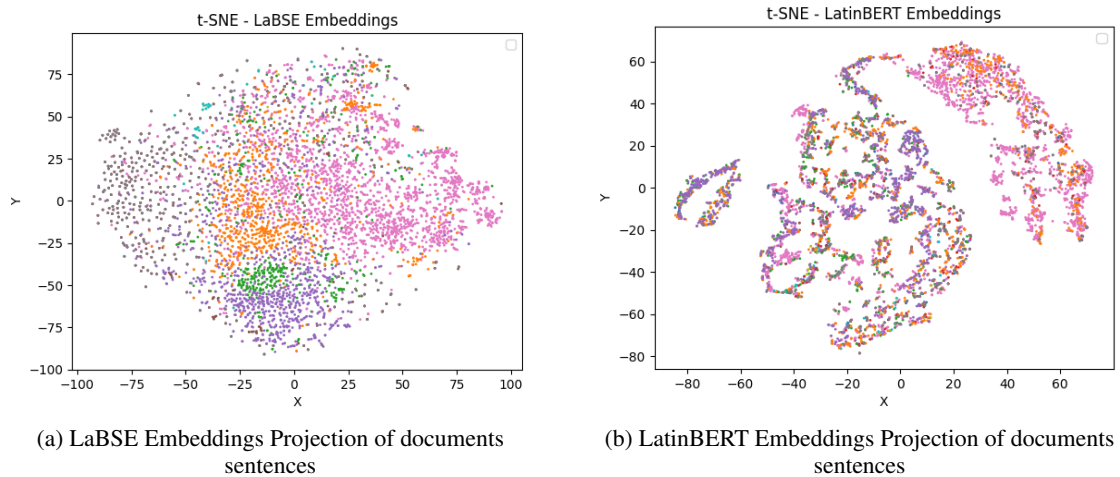 t-SNE - LaBSE Embeddings
75
50
25
0
−25
−50
−75
−100
Y
−100 −75 −50 −25 0 25 50 75 100
X
(a) LaBSE Embeddings Projection of documents
sentences
t-SNE - LatinBERT Embeddings
60
40
20
0
−20
−40
−60
−80
Y
−80 −60 −40 −20 0 20 40 60
X
(b) LatinBERT Embeddings Projection of documents
sentences